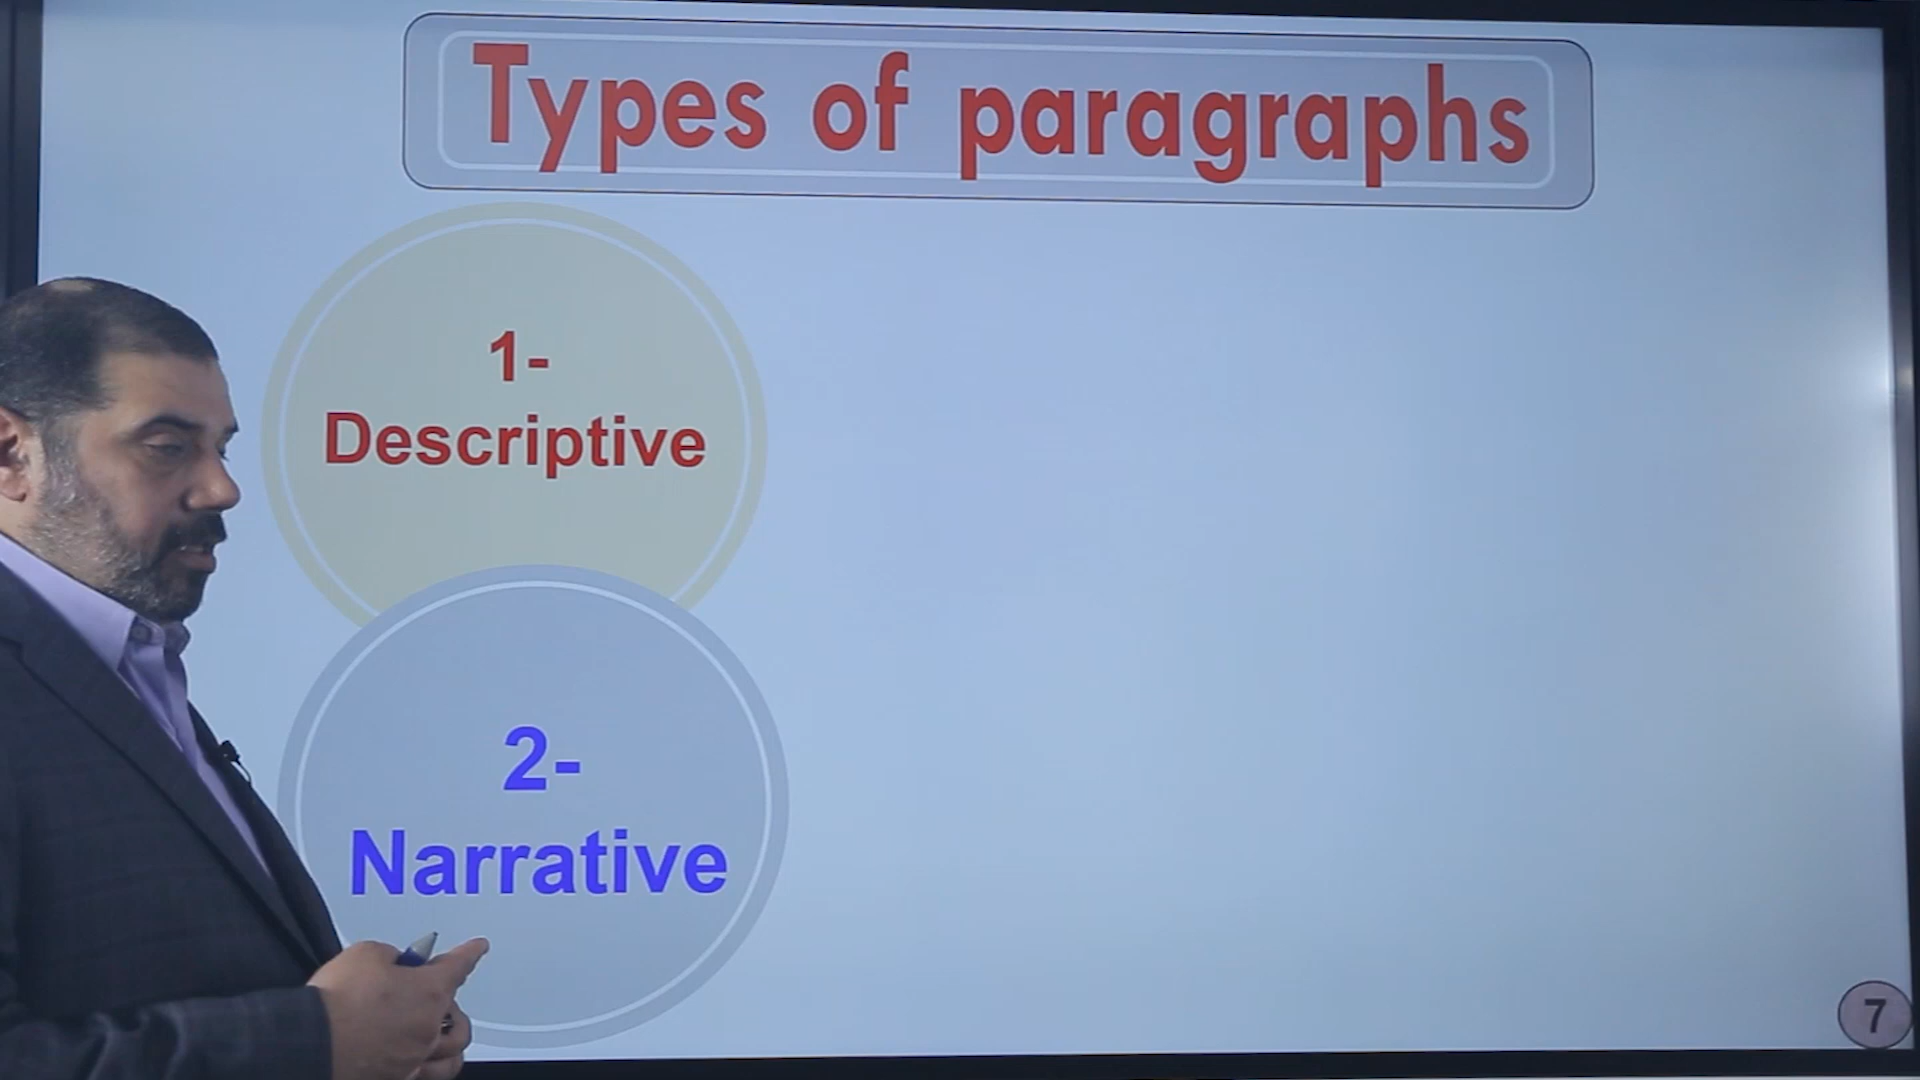 Types of paragraphs
1-
Descriptive
2-
Narrative
7